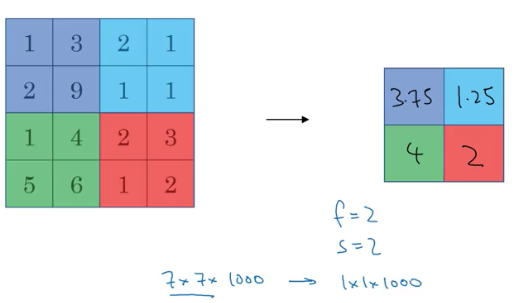 1 3 2 1
2 9 1 1
1 4 2 3
5 6 1 2
3.75 1.25
4 2
f=2
s=2
7×7×1000 → 1×1×1000